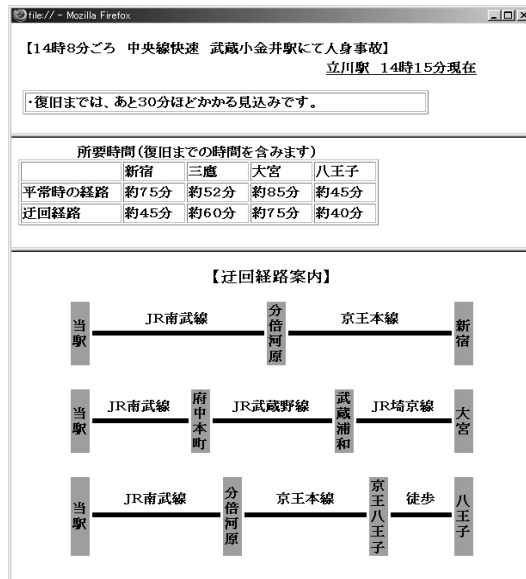 file:// - Mozilla Firefox
【14時8分ごろ 中央線快速 武蔵小金井駅にて人身事故】
立川駅 14時15分現在
・復旧までは、あと30分ほどかかる見込みです。
所要時間(復旧までの時間を含みます)
新宿 三鷹 大宮 八王子
平常時の経路 約75分 約52分 約85分 約45分
迂回経路 約45分 約60分 約75分 約40分
【迂回経路案内】
当駅 JR南武線 分倍河原 京王本線 新宿
当駅 JR南武線 府中本町 JR武蔵野線 武蔵浦和 JR埼京線 大宮
当駅 JR南武線 分倍河原 京王本線 京王八王子 徒歩 八王子